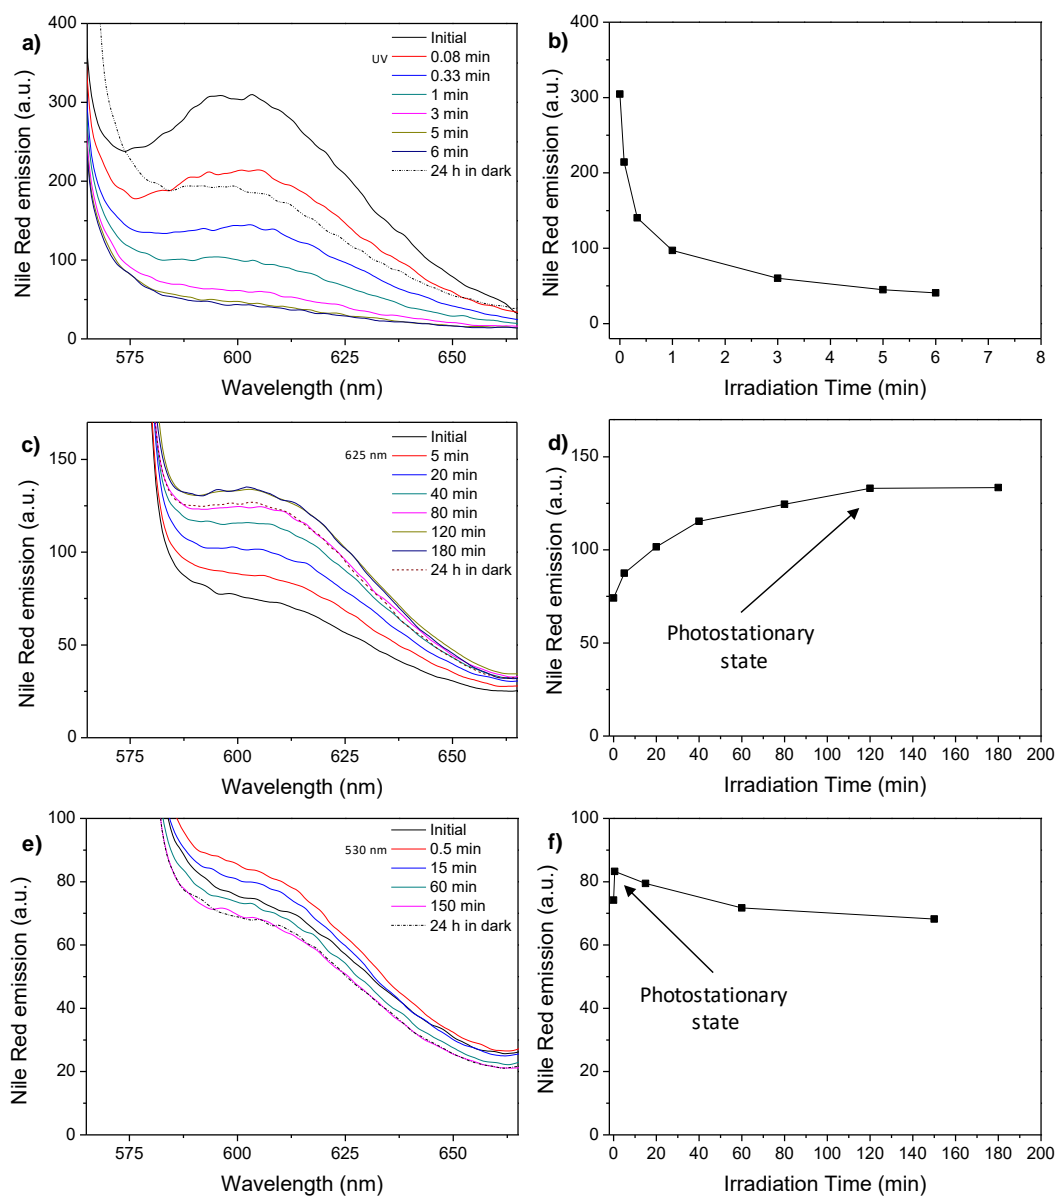 a)
Nile Red emission (a.u.)
400
300
200
100
0
575
600
625
650
Wavelength (nm)
UV
Initial
0.08 min
0.33 min
1 min
3 min
5 min
6 min
24 h in dark
b)
Nile Red emission (a.u.)
400
300
200
100
0
0 1 2 3 4 5 6 7 8
Irradiation Time (min)
c)
Nile Red emission (a.u.)
150
100
50
0
575
600
625
650
Wavelength (nm)
625 nm
Initial
5 min
20 min
40 min
80 min
120 min
180 min
24 h in dark
d)
Nile Red emission (a.u.)
150
100
50
0
0 20 40 60 80 100 120 140 160 180 200
Irradiation Time (min)
Photostationary
state
e)
Nile Red emission (a.u.)
100
80
60
40
20
0
575
600
625
650
Wavelength (nm)
530 nm
Initial
0.5 min
15 min
60 min
150 min
24 h in dark
f)
Nile Red emission (a.u.)
100
80
60
40
20
0
0 20 40 60 80 100 120 140 160 180 200
Irradiation Time (min)
Photostationary
state